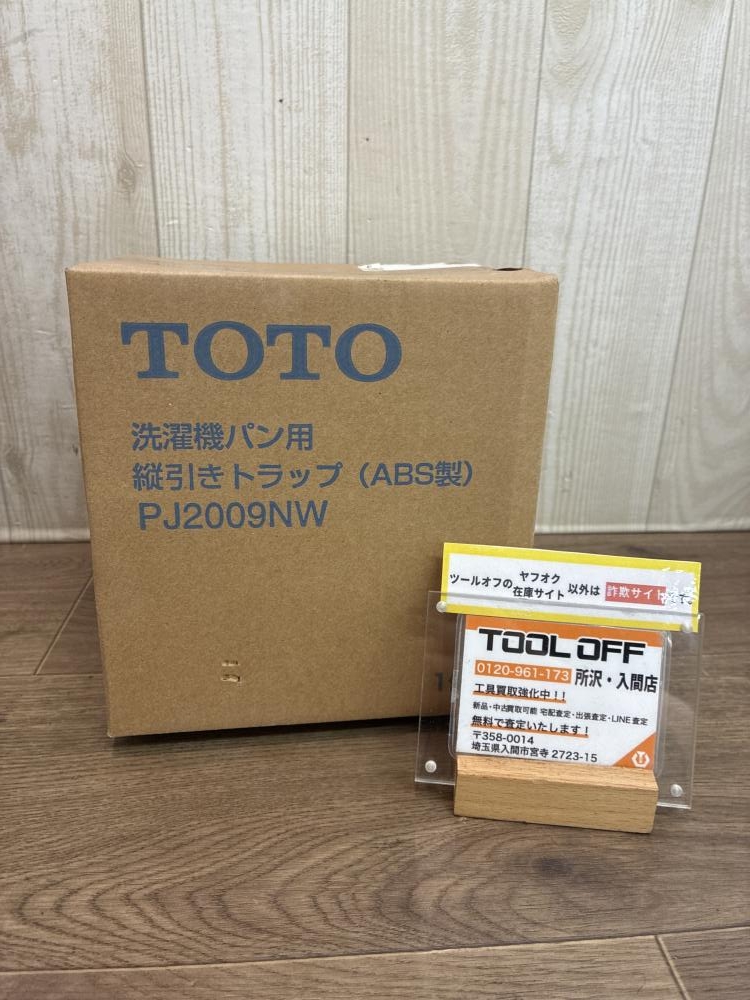 TOTO
洗濯機パン用
縦引きトラップ（ABS製）
PJ2009NW
ツールオフの
ヤフオク
在庫サイト
以外は
詐欺サイト
TOOL OFF
0120-961-173
所沢・入間店
工具買取強化中！！
新品・中古買取可能 宅配査定・出張査定・LINE査定
無料で査定いたします！
〒358-0014
埼玉県入間市宮寺 2723-15